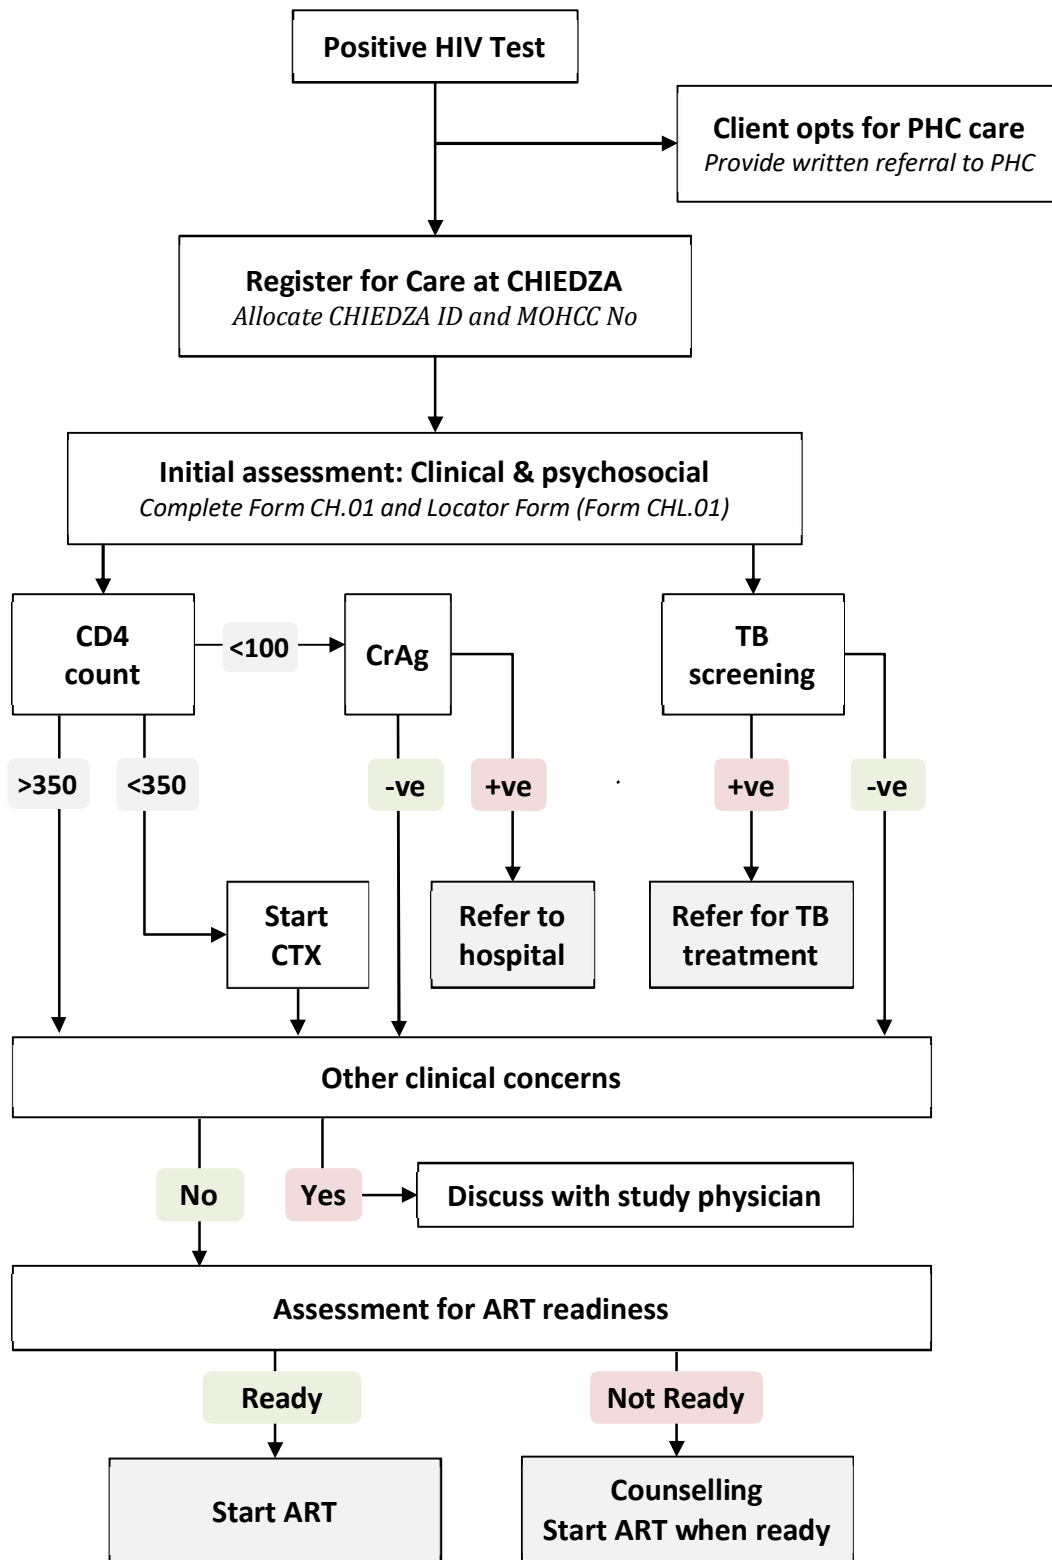 Positive HIV Test
Client opts for PHC care
Provide written referral to PHC
Register for Care at CHIEDZA
Allocate CHIEDZA ID and MOHCC No
Initial assessment: Clinical & psychosocial
Complete Form CH.01 and Locator Form (Form CHL.01)
CD4
count
<100
CrAg
TB
screening
>350
<350
-ve
+ve
+ve
-ve
Start
CTX
Refer to
hospital
Refer for TB
treatment
Other clinical concerns
No
Yes
Discuss with study physician
Assessment for ART readiness
Ready
Not Ready
Start ART
Counselling
Start ART when ready